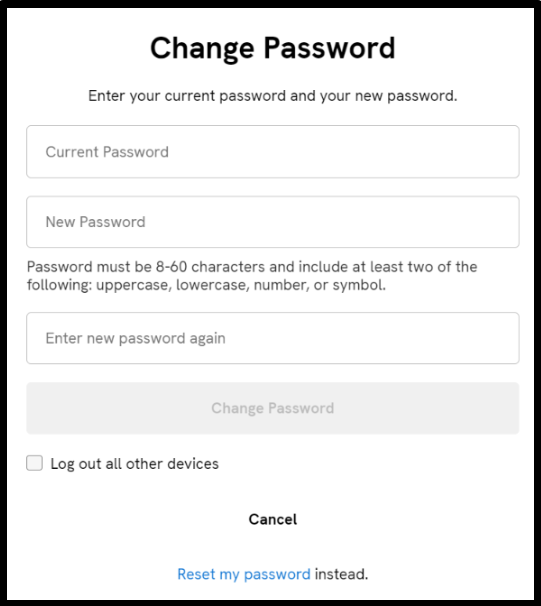 Change Password
Enter your current password and your new password.
Current Password
New Password
Password must be 8-60 characters and include at least two of the
following: uppercase, lowercase, number, or symbol.
Enter new password again
Change Password
Log out all other devices
Cancel
Reset my password instead.